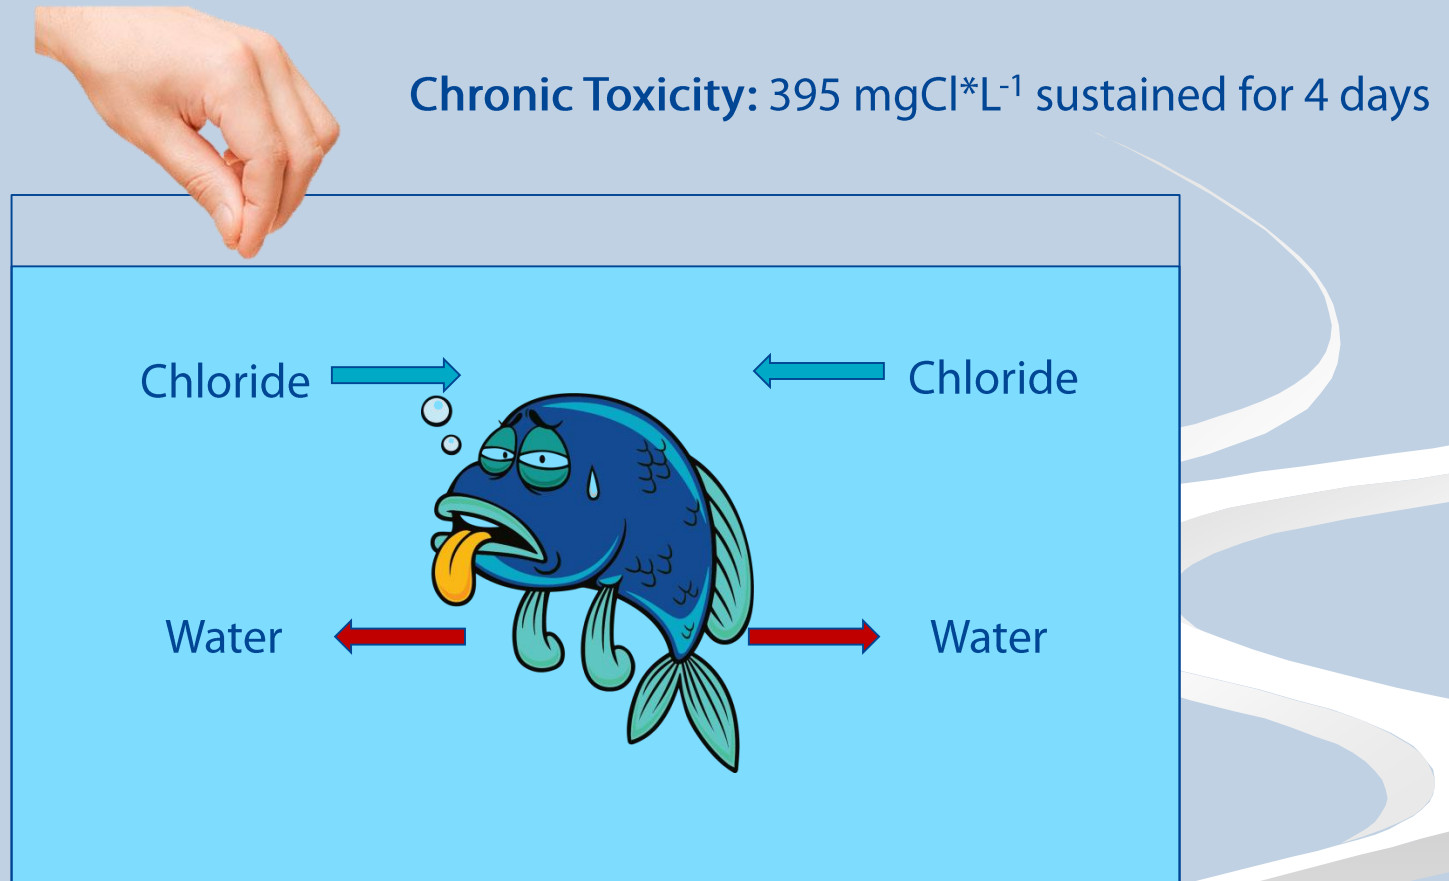 Chronic Toxicity: 395 mgCl*L⁻¹ sustained for 4 days
Chloride Chloride
Water Water